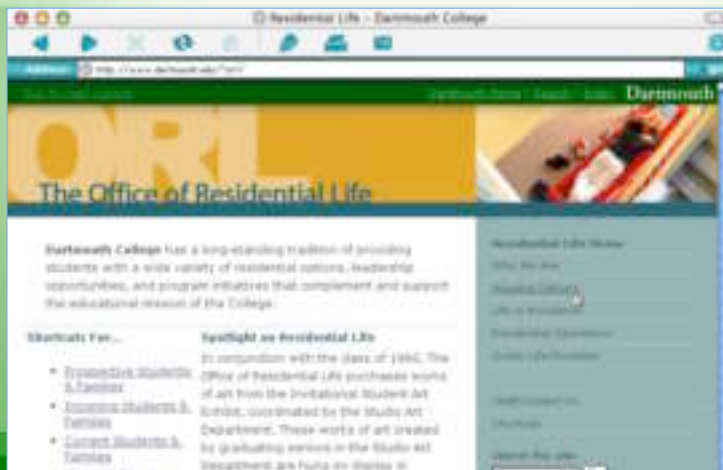 Residential Life - Dartmouth College
Dartmouth Home Search Index Dartmouth
ORL
The Office of Residential Life
Dartmouth College has a long-standing tradition of providing
students with a wide variety of residential options, leadership
opportunities, and program initiatives that complement and support
the educational mission of the College.
Shortcuts For...
Prospective Students
& Families
Incoming Students &
Families
Current Students &
Families
Spotlight on Residential Life
In conjunction with the class of 1960, The
Office of Residential Life purchases works
of art from the Invitational Student Art
Exhibit, coordinated by the Studio Art
Department. These works of art created
by graduating seniors in the Studio Art
Department are hung on display in
Residential Life Home
Who We Are
Housing Options
Residential Operations
Search this site: